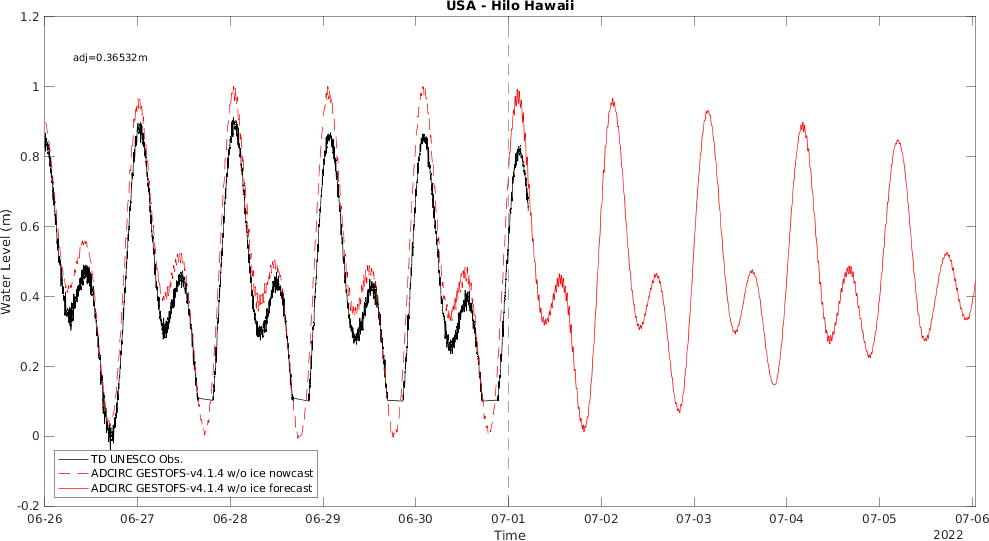 USA - Hilo Hawaii
1.2
adj=0.36532m
1
0.8
0.6
0.4
0.2
0
-0.2
Water Level (m)
TD UNESCO Obs.
ADCIRC GESTOFS-v4.1.4 w/o ice nowcast
ADCIRC GESTOFS-v4.1.4 w/o ice forecast
06-26 06-27 06-28 06-29 06-30 07-01 07-02 07-03 07-04 07-05 07-06
Time
2022